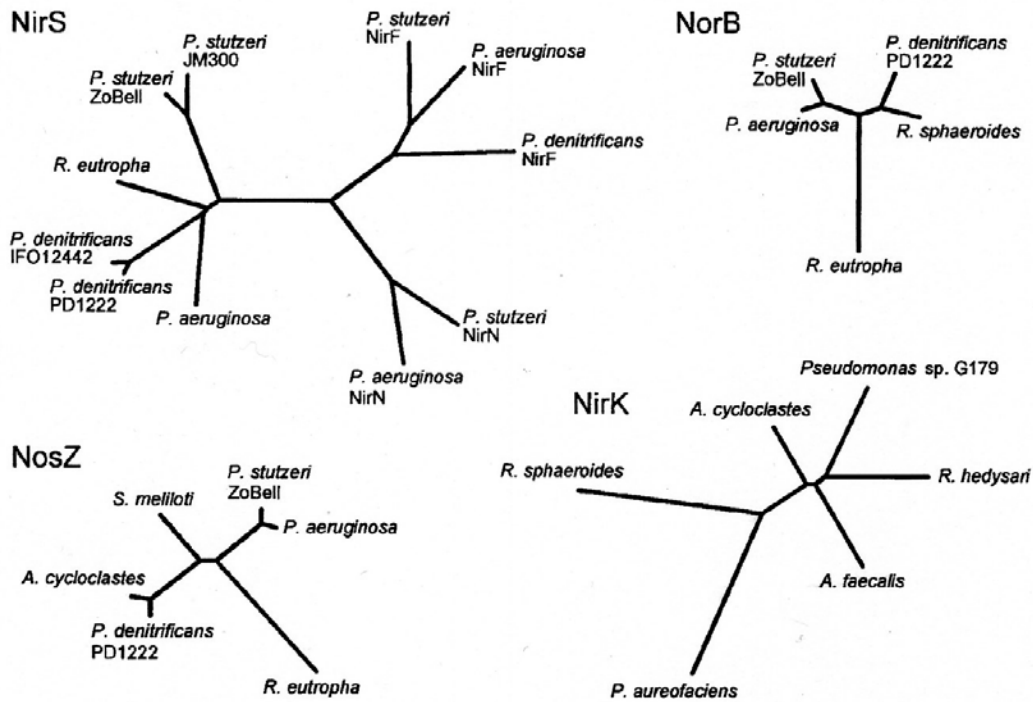 NirS
P. stutzeri
JM300
P. stutzeri
ZoBell
R. eutropha
P. denitrificans
IFO12442
P. denitrificans
PD1222
P. aeruginosa
P. stutzeri
NirF
P. aeruginosa
NirF
P. denitrificans
NirF
P. stutzeri
NirN
P. aeruginosa
NirN
NorB
P. stutzeri
ZoBell
P. denitrificans
PD1222
P. aeruginosa
R. sphaeroides
R. eutropha
NosZ
P. stutzeri
ZoBell
S. meliloti
P. aeruginosa
A. cycloclastes
P. denitrificans
PD1222
R. eutropha
NirK
Pseudomonas sp. G179
A. cycloclastes
R. sphaeroides
R. hedysari
A. faecalis
P. aureofaciens